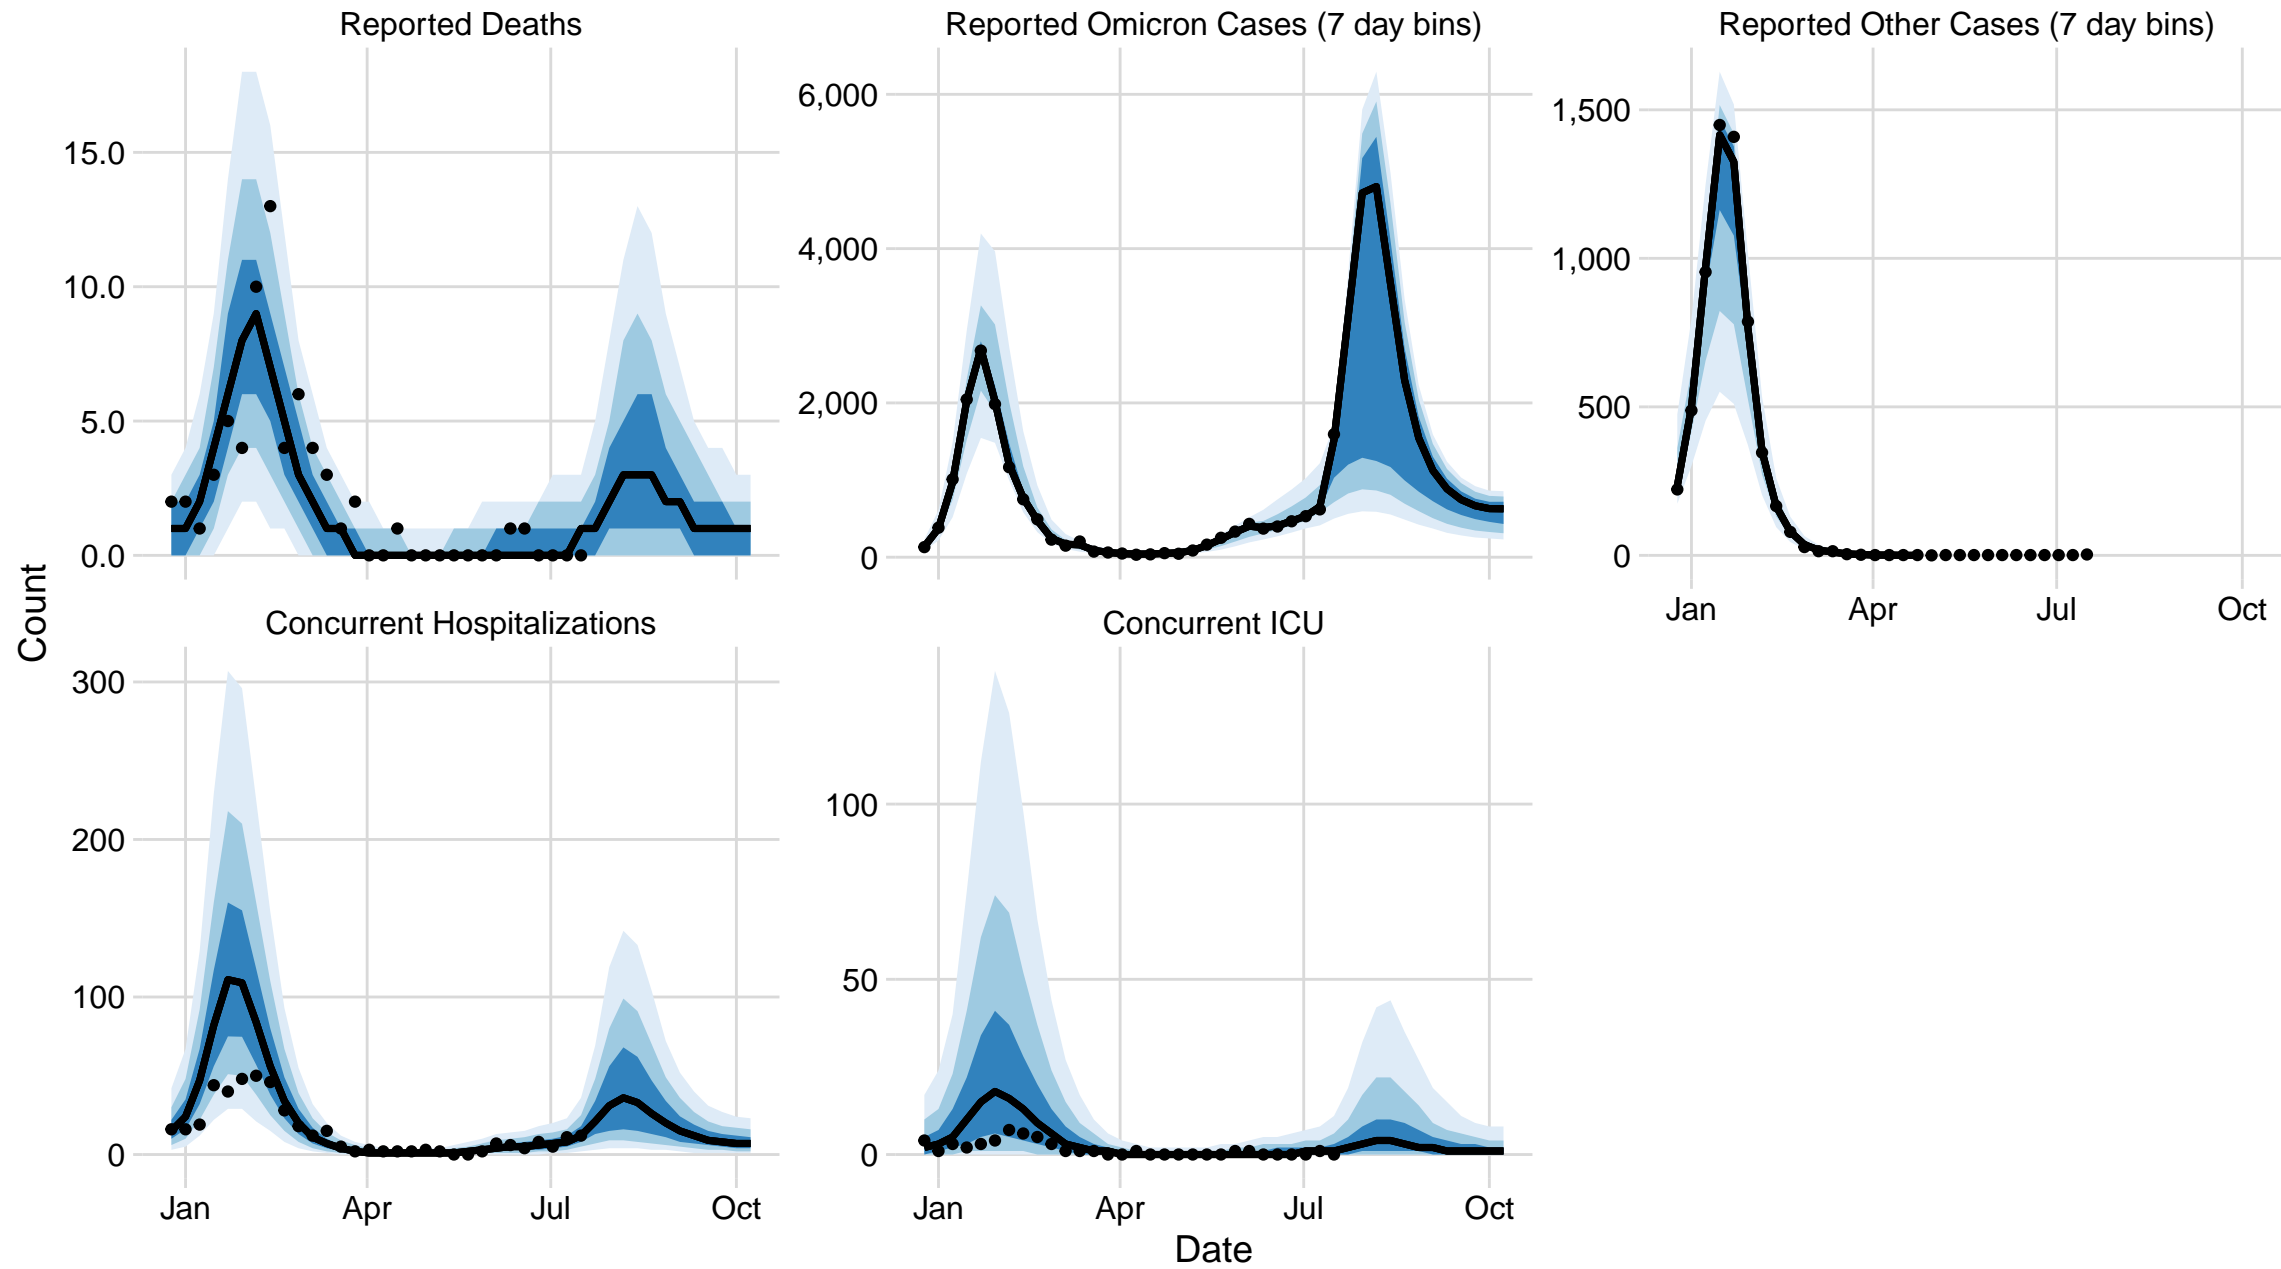 Reported Deaths
Reported Omicron Cases (7 day bins)
Reported Other Cases (7 day bins)
15.0
10.0
5.0
0.0
6,000
4,000
2,000
0
1,500
1,000
500
0
Jan Apr Jul Oct
Count
Concurrent Hospitalizations
Concurrent ICU
300
200
100
0
100
50
0
Jan Apr Jul Oct
Jan Apr Jul Oct
Date